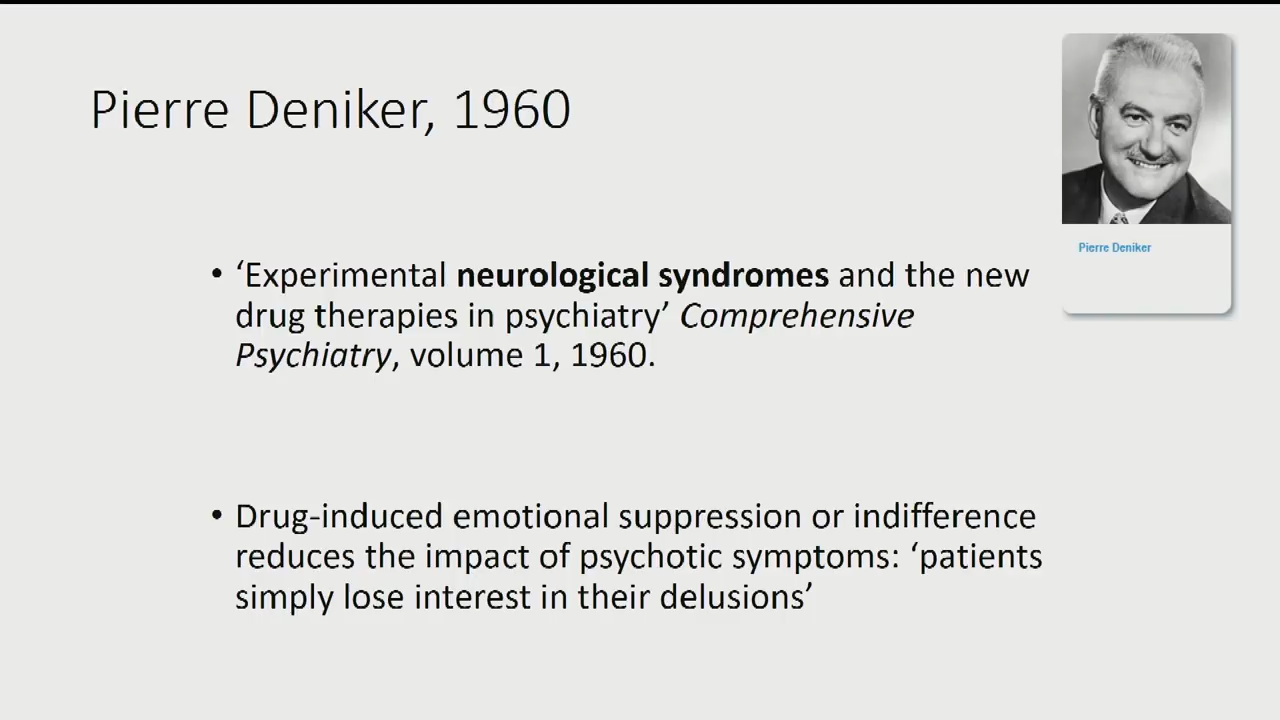 Pierre Deniker, 1960
Pierre Deniker
• ‘Experimental neurological syndromes and the new
drug therapies in psychiatry’ Comprehensive
Psychiatry, volume 1, 1960.
• Drug-induced emotional suppression or indifference
reduces the impact of psychotic symptoms: ‘patients
simply lose interest in their delusions’